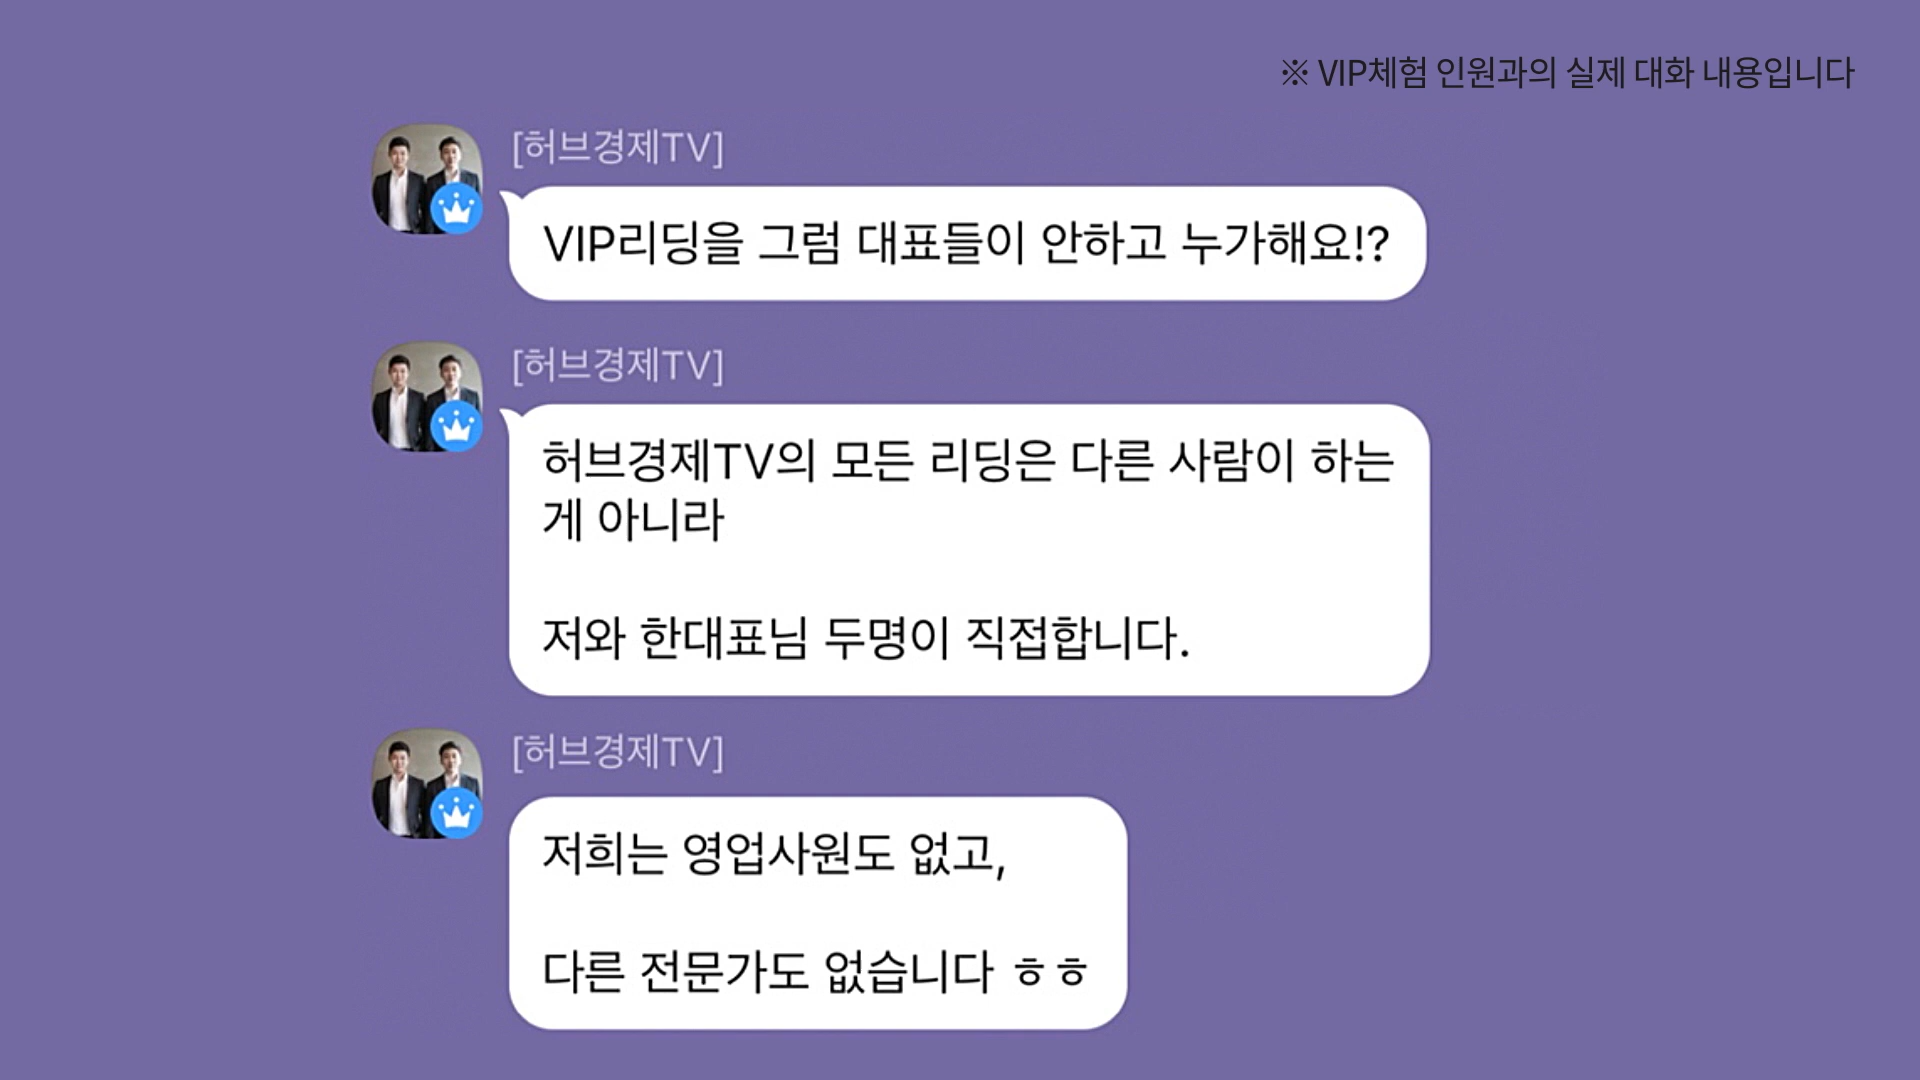 ※ VIP체험 인원과의 실제 대화 내용입니다
[허브경제TV]
VIP리딩을 그럼 대표들이 안하고 누가해요!?
[허브경제TV]
허브경제TV의 모든 리딩은 다른 사람이 하는
게 아니라
저와 한대표님 두명이 직접합니다.
[허브경제TV]
저희는 영업사원도 없고,
다른 전문가도 없습니다 ㅎㅎ